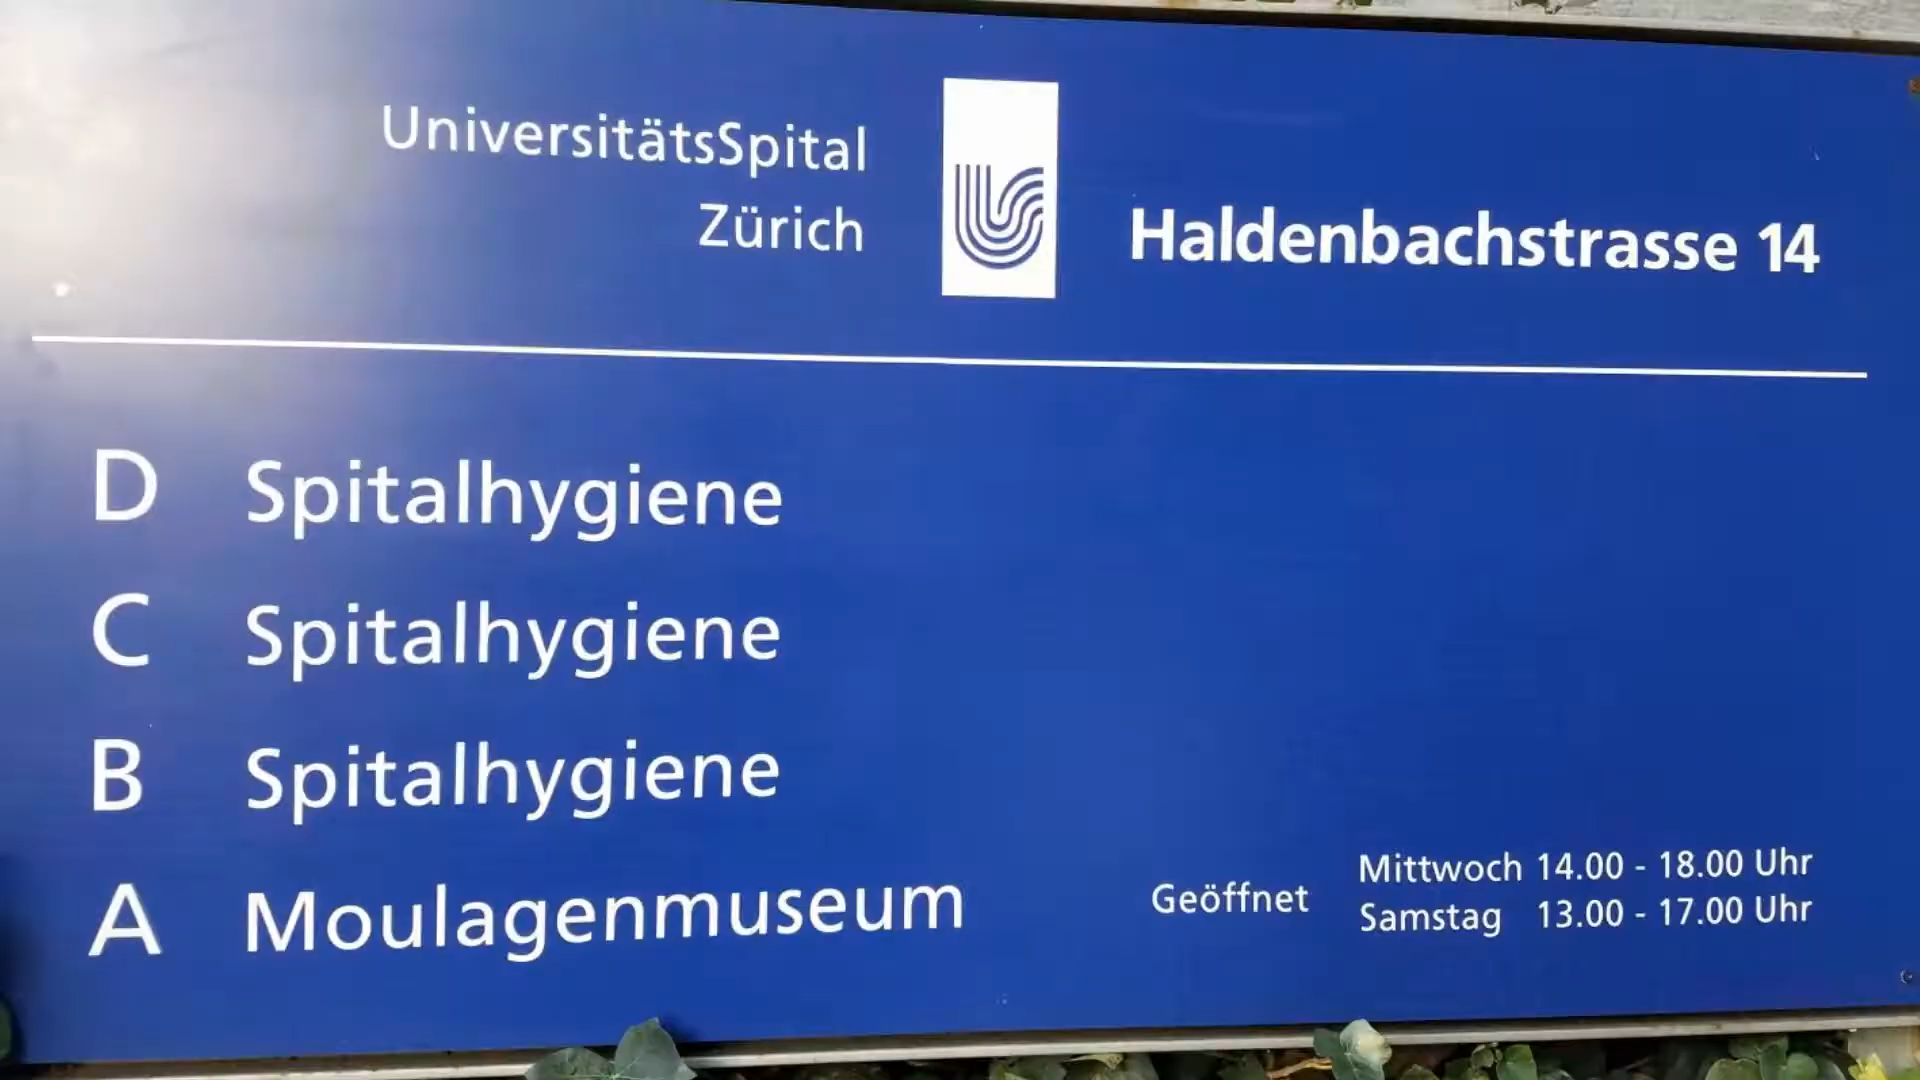 UniversitätsSpital
Zürich
Haldenbachstrasse 14
D Spitalhygiene
C Spitalhygiene
B Spitalhygiene
A Moulagenmuseum
Geöffnet
Mittwoch 14.00 - 18.00 Uhr
Samstag 13.00 - 17.00 Uhr